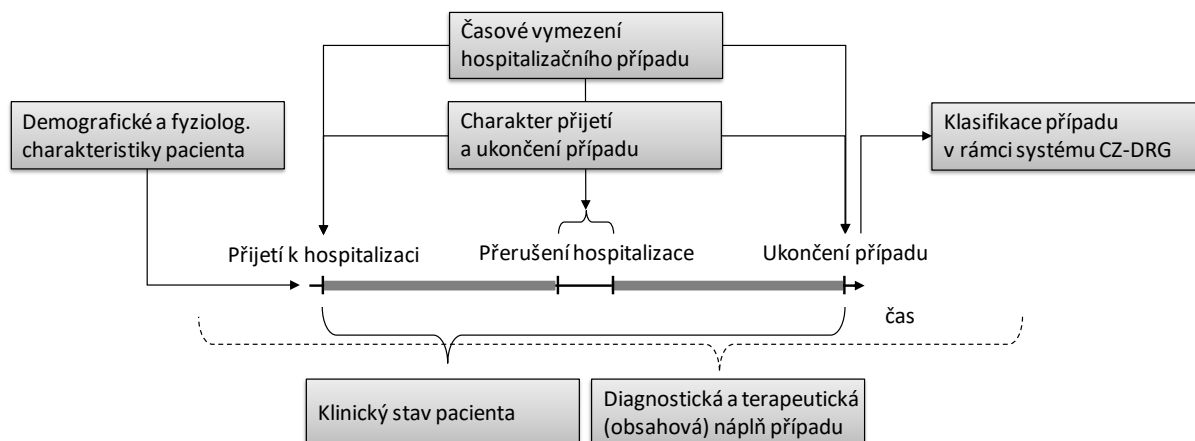 Časové vymezení
hospitalizačního případu
Demografické a fyziolog.
charakteristiky pacienta
Charakter přijetí
a ukončení případu
Klasifikace případu
v rámci systému CZ-DRG
Přijetí k hospitalizaci
Přerušení hospitalizace
Ukončení případu
čas
Klinický stav pacienta
Diagnostická a terapeutická
(obsahová) náplň případu